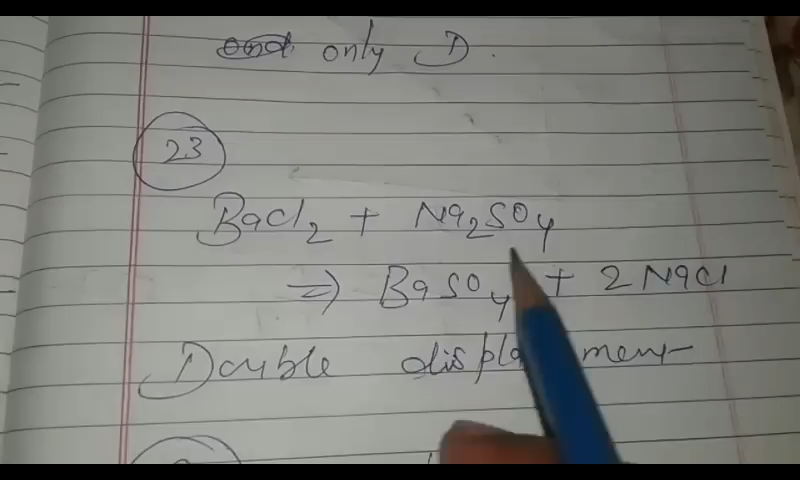 only D.
23
BaCl2 + Na2SO4
⇒ BaSO4 + 2NaCl
Double